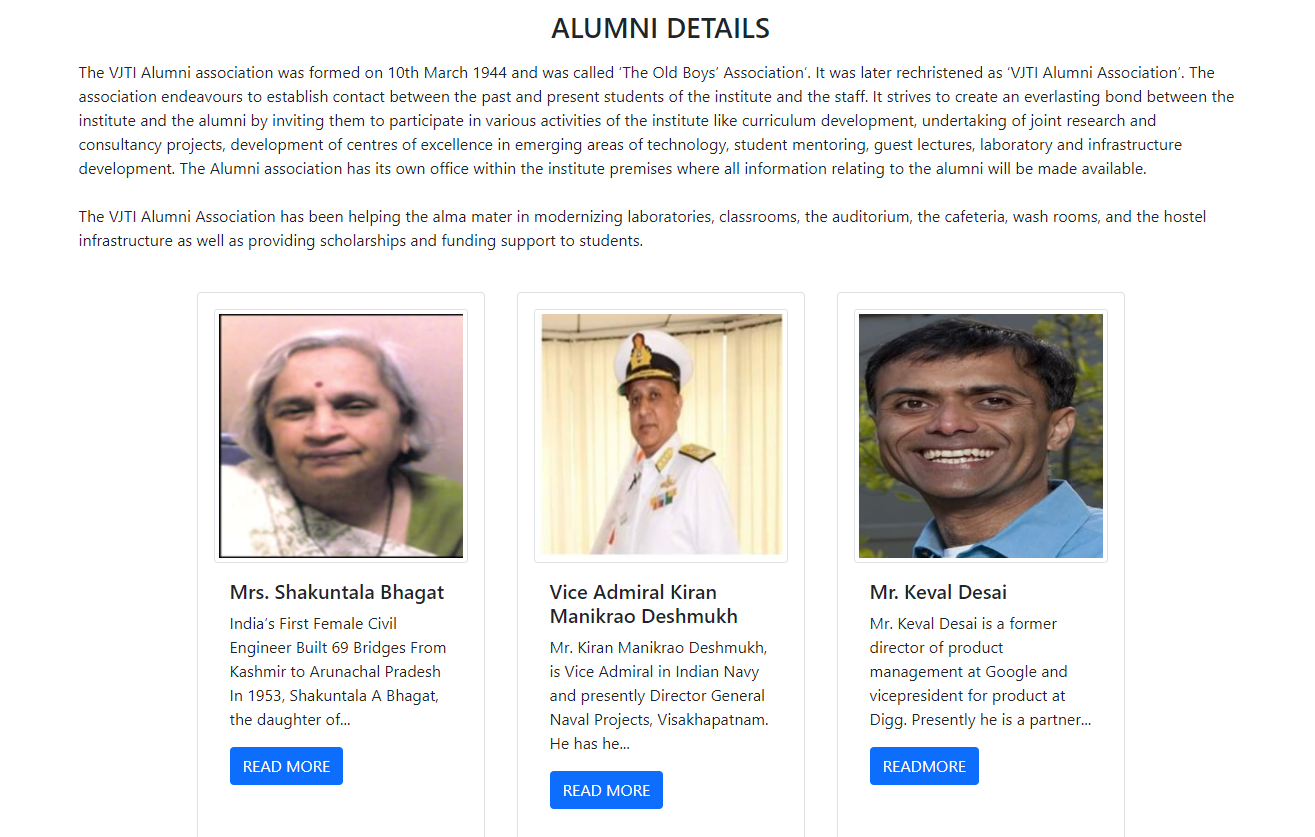 ALUMNI DETAILS
The VJTI Alumni association was formed on 10th March 1944 and was called ‘The Old Boys’ Association’. It was later rechristened as ‘VJTI Alumni Association’. The
association endeavours to establish contact between the past and present students of the institute and the staff. It strives to create an everlasting bond between the
institute and the alumni by inviting them to participate in various activities of the institute like curriculum development, undertaking of joint research and
consultancy projects, development of centres of excellence in emerging areas of technology, student mentoring, guest lectures, laboratory and infrastructure
development. The Alumni association has its own office within the institute premises where all information relating to the alumni will be made available.
The VJTI Alumni Association has been helping the alma mater in modernizing laboratories, classrooms, the auditorium, the cafeteria, wash rooms, and the hostel
infrastructure as well as providing scholarships and funding support to students.
Mrs. Shakuntala Bhagat
India’s First Female Civil
Engineer Built 69 Bridges From
Kashmir to Arunachal Pradesh
In 1953, Shakuntala A Bhagat,
the daughter of...
READ MORE
Vice Admiral Kiran
Manikrao Deshmukh
Mr. Kiran Manikrao Deshmukh,
is Vice Admiral in Indian Navy
and presently Director General
Naval Projects, Visakhapatnam.
He has he...
READ MORE
Mr. Keval Desai
Mr. Keval Desai is a former
director of product
management at Google and
vicepresident for product at
Digg. Presently he is a partner...
READMORE